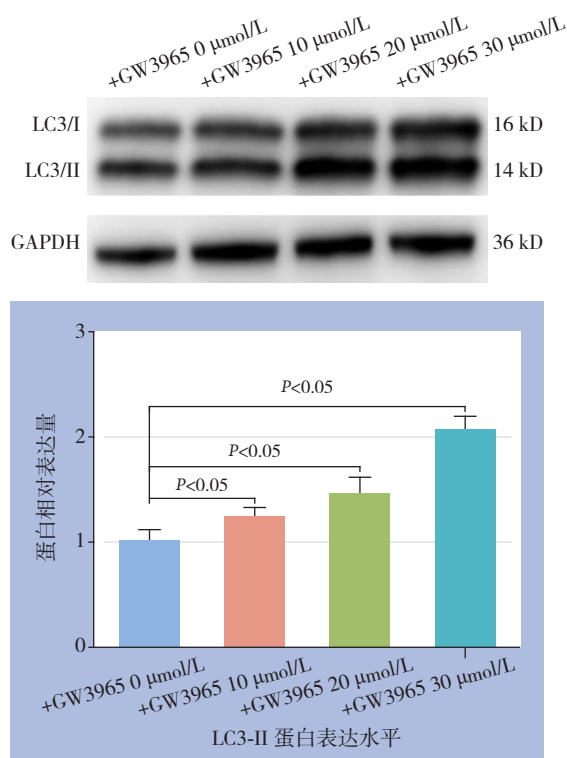 +GW3965 0 μmol/L
+GW3965 10 μmol/L
+GW3965 20 μmol/L
+GW3965 30 μmol/L
LC3/I 16 kD
LC3/II 14 kD
GAPDH 36 kD
3
P<0.05
2
P<0.05
P<0.05
1
0
蛋白相对表达量
+GW3965 0 μmol/L
+GW3965 10 μmol/L
+GW3965 20 μmol/L
+GW3965 30 μmol/L
LC3-II 蛋白表达水平